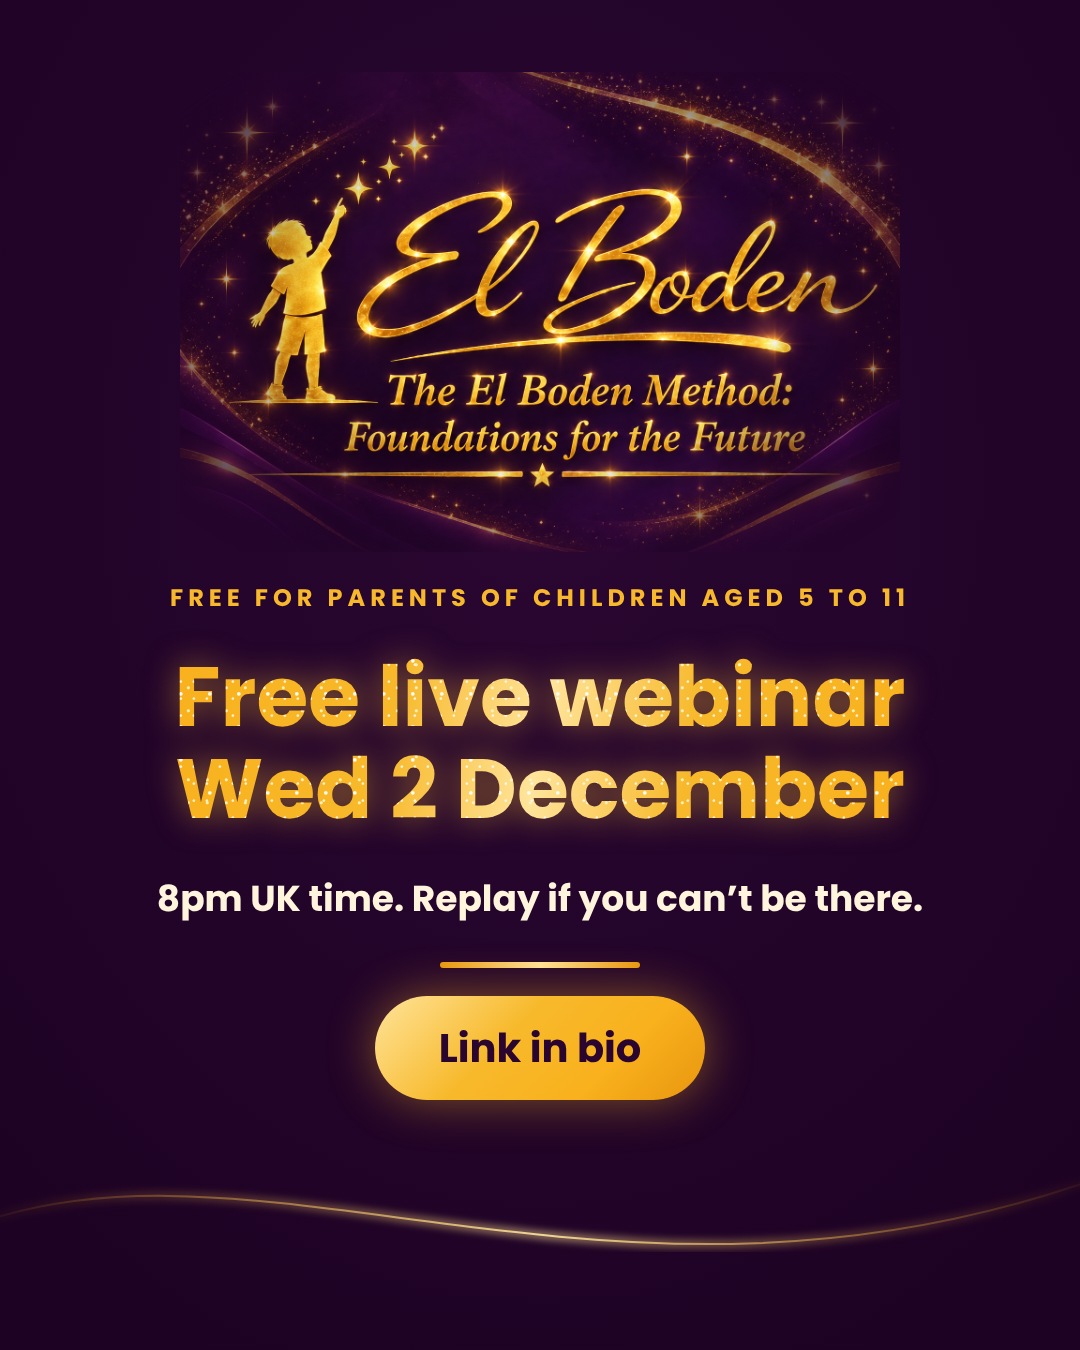 El Boden
The El Boden Method:
Foundations for the Future
FREE FOR PARENTS OF CHILDREN AGED 5 TO 11
Free live webinar
Wed 2 December
8pm UK time. Replay if you can’t be there.
Link in bio